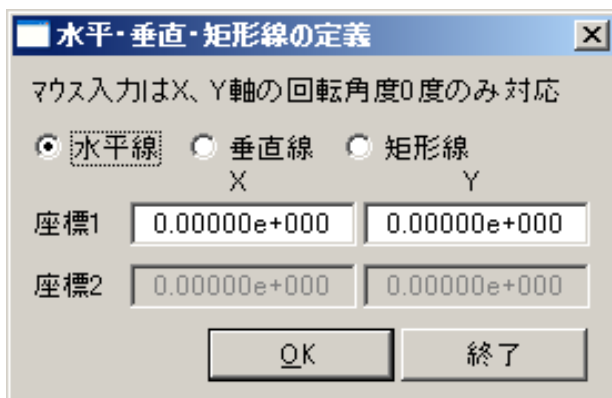 水平・垂直・矩形線の定義
マウス入力はX、Y軸の回転角度0度のみ対応
水平線 垂直線 矩形線
X Y
座標1 0.00000e+000 0.00000e+000
座標2 0.00000e+000 0.00000e+000
OK 終了